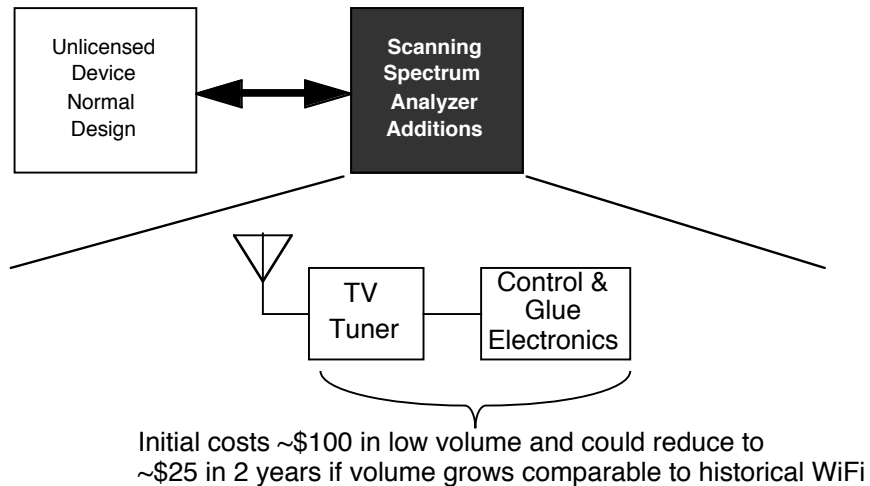 Unlicensed
Device
Normal
Design
Scanning
Spectrum
Analyzer
Additions
TV
Tuner
Control &
Glue
Electronics
Initial costs ~$100 in low volume and could reduce to
~$25 in 2 years if volume grows comparable to historical WiFi